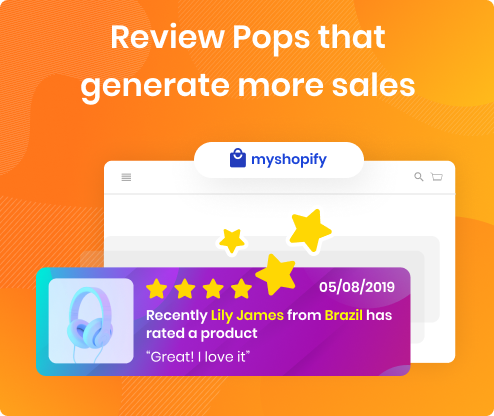 Review Pops that
generate more sales
myshopify
05/08/2019
Recently Lily James from Brazil has
rated a product
“Great! I love it”